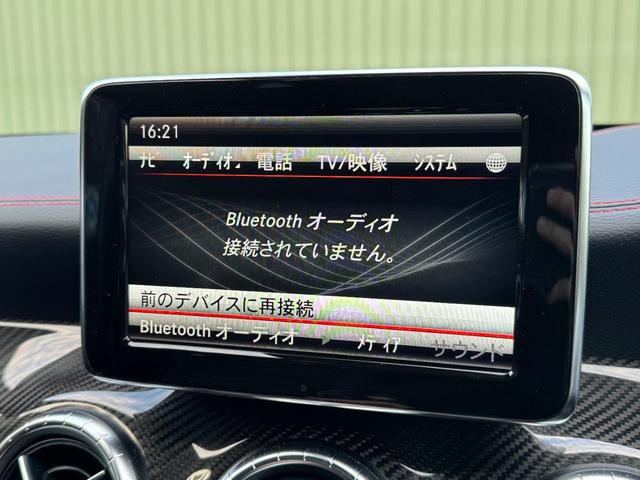 16:21
ナビ オーディオ 電話 TV/映像 システム
Bluetooth オーディオ
接続されていません。
前のデバイスに再接続
Bluetooth オーディオ メディア サウンド